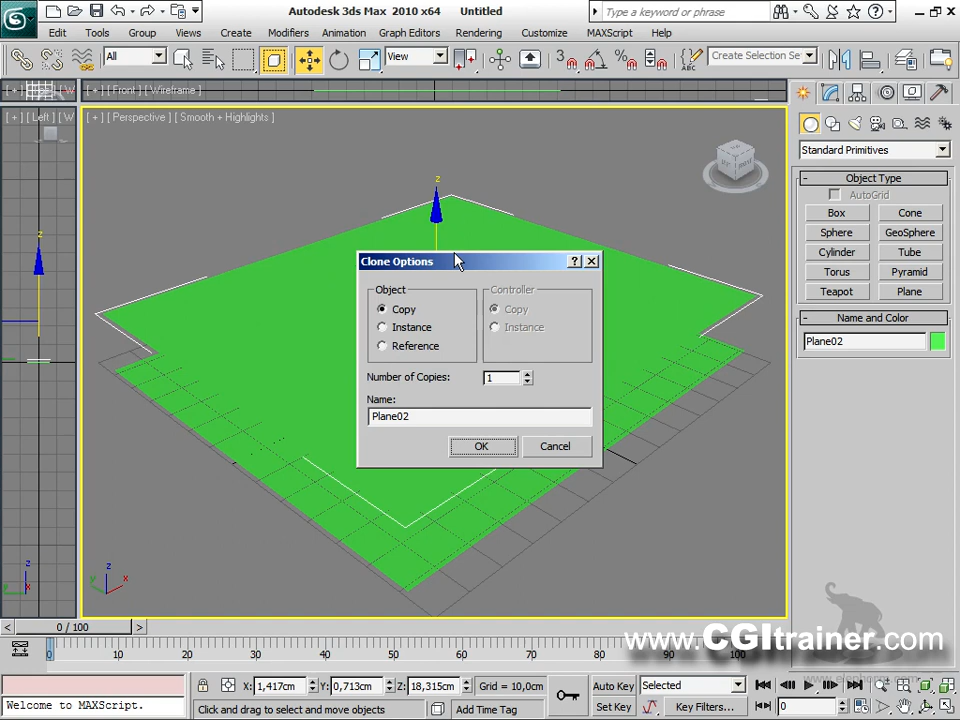 Autodesk 3ds Max 2010 x64 Untitled
Type a keyword or phrase
Edit Tools Group Views Create Modifiers Animation Graph Editors Rendering Customize MAXScript Help
All
View
3
Create Selection Se
[ + ] [ Front ] [ Wireframe ]
[ + ] [ Left ] [ W
[ + ] [ Perspective ] [ Smooth + Highlights ]
Standard Primitives
- Object Type
AutoGrid
Box Cone
Sphere GeoSphere
Cylinder Tube
Torus Pyramid
Teapot Plane
- Name and Color
Plane02
z
z
Clone Options
Object
Copy
Instance
Reference
Controller
Copy
Instance
Number of Copies: 1
Name:
Plane02
OK Cancel
z
y x
z
y x
< 0 / 100 >
0 10 20 30 40 50 60 70 80 90 100
www.CGItrainer.com
X: 1,417cm Y: 0,713cm Z: 18,315cm Grid = 10,0cm
Auto Key Selected
Welcome to MAXScript.
Click and drag to select and move objects
Add Time Tag
Set Key Key Filters...
0